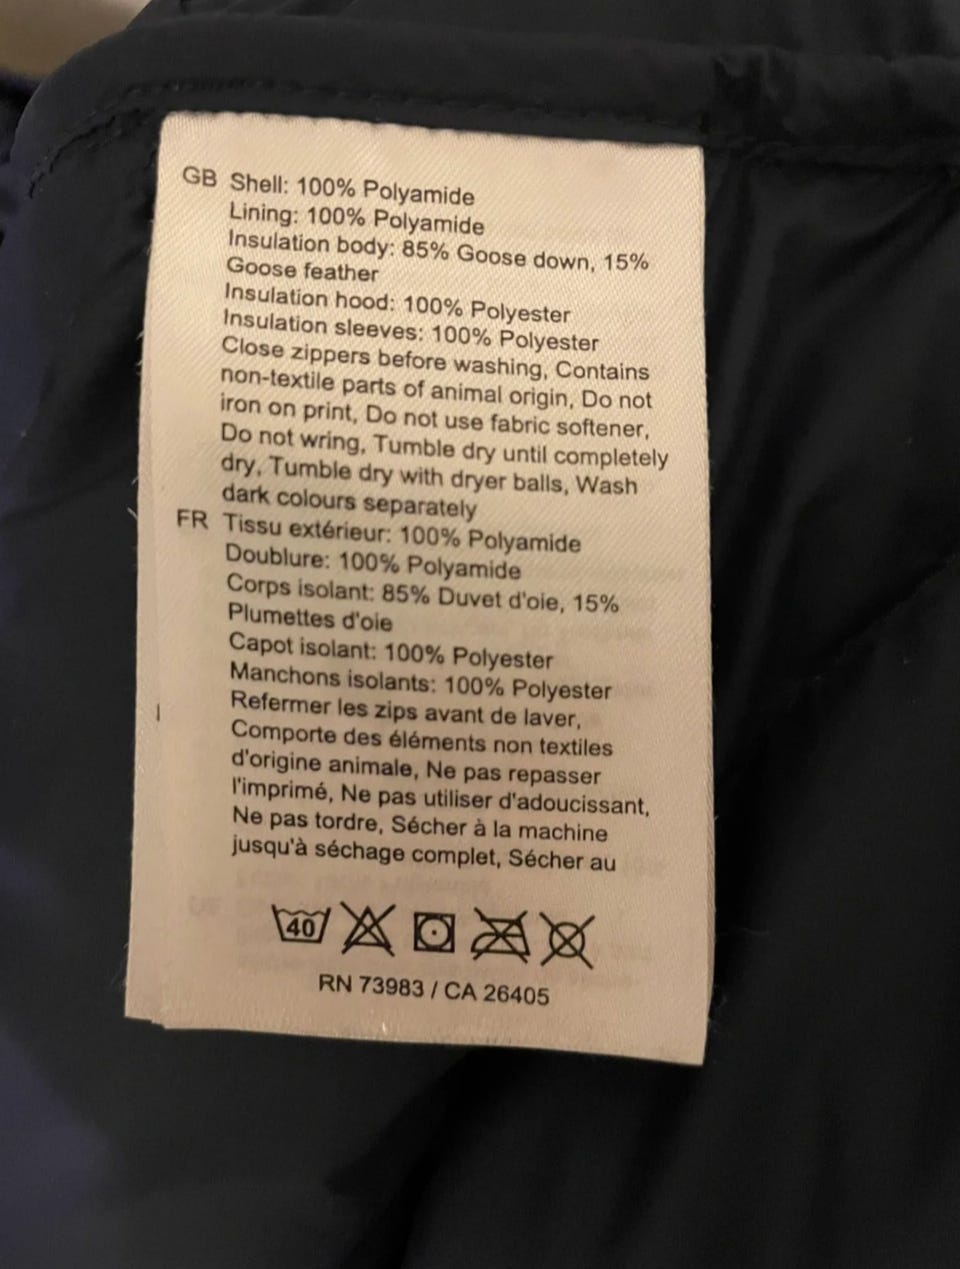 GB Shell: 100% Polyamide
Lining: 100% Polyamide
Insulation body: 85% Goose down, 15%
Goose feather
Insulation hood: 100% Polyester
Insulation sleeves: 100% Polyester
Close zippers before washing, Contains
non-textile parts of animal origin, Do not
iron on print, Do not use fabric softener,
Do not wring, Tumble dry until completely
dry, Tumble dry with dryer balls, Wash
dark colours separately
FR Tissu extérieur: 100% Polyamide
Doublure: 100% Polyamide
Corps isolant: 85% Duvet d'oie, 15%
Plumettes d'oie
Capot isolant: 100% Polyester
Manchons isolants: 100% Polyester
Refermer les zips avant de laver,
Comporte des éléments non textiles
d'origine animale, Ne pas repasser
l'imprimé, Ne pas utiliser d'adoucissant,
Ne pas tordre, Sécher à la machine
jusqu'à séchage complet, Sécher au
40
RN 73983 / CA 26405